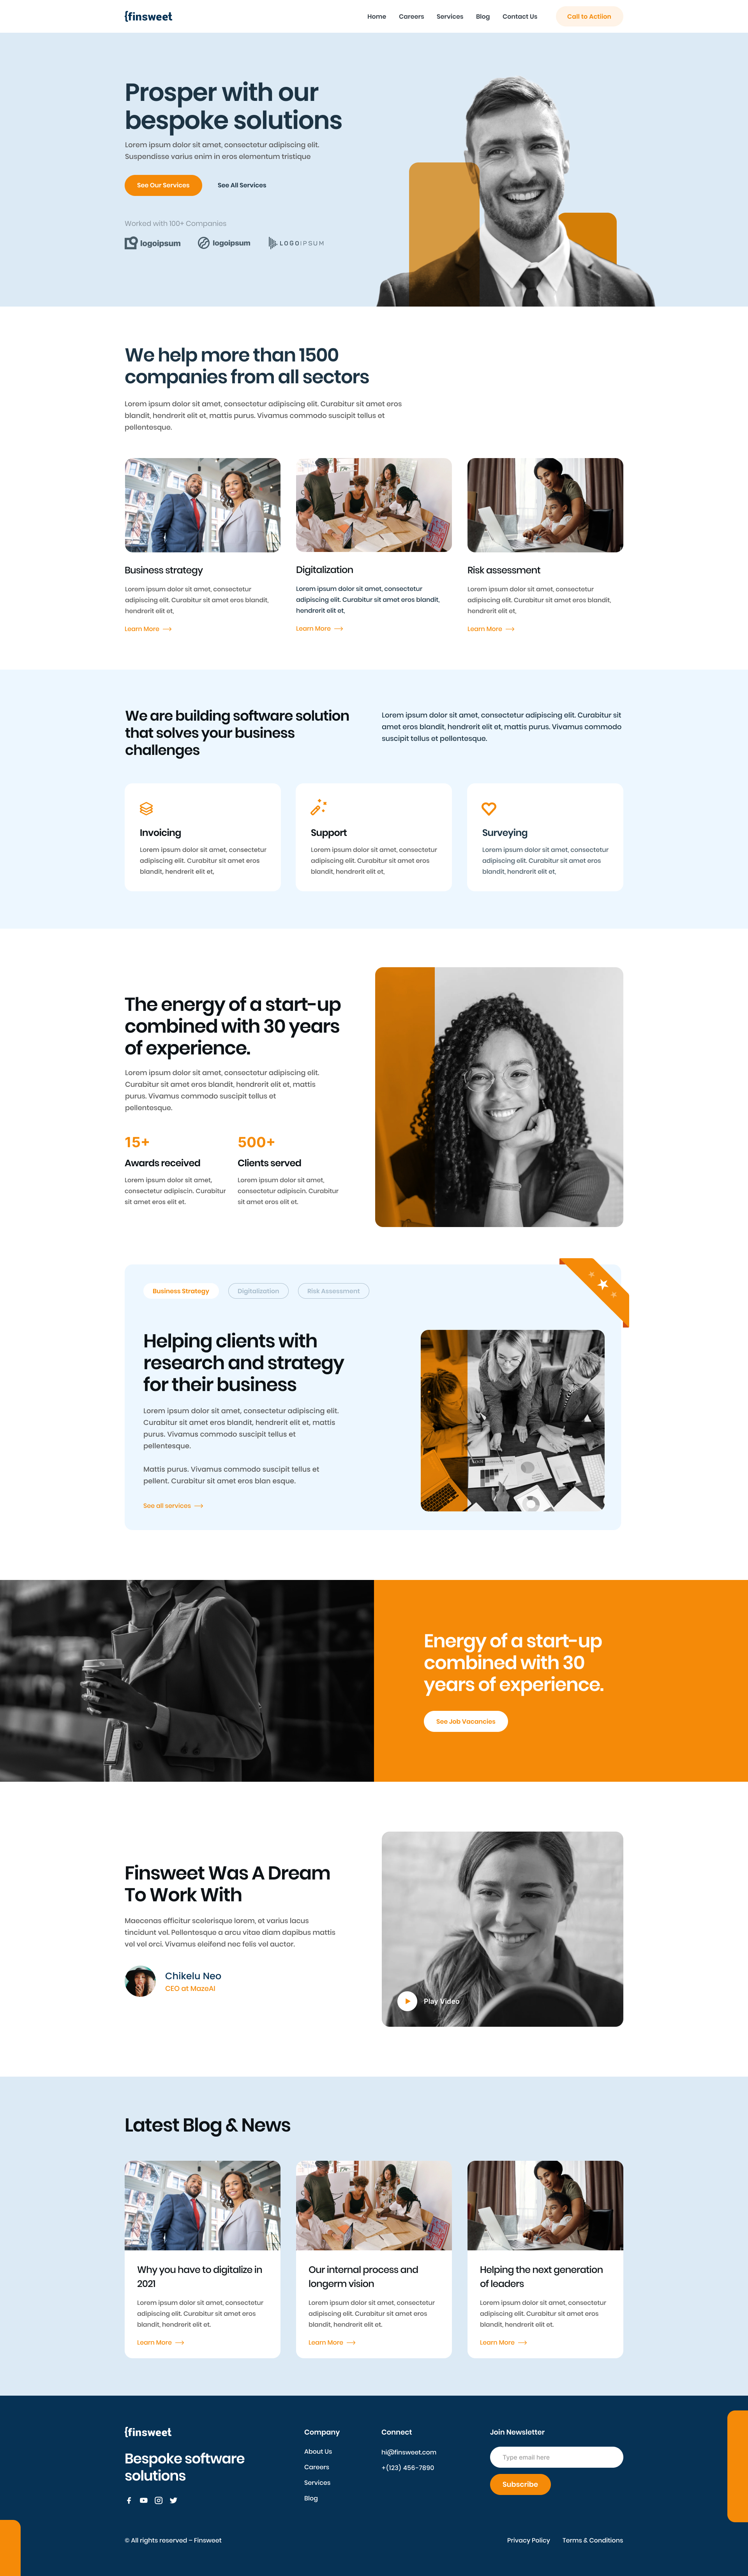 {finsweet
Home
Careers
Services
Blog
Contact Us
Call to Actiion
Prosper with our
bespoke solutions
Lorem ipsum dolor sit amet, consectetur adipiscing elit.
Suspendisse varius enim in eros elementum tristique
See Our Services
See All Services
Worked with 100+ Companies
logoipsum
logoipsum
LOGOIPSUM
We help more than 1500
companies from all sectors
Lorem ipsum dolor sit amet, consectetur adipiscing elit. Curabitur sit amet eros
blandit, hendrerit elit et, mattis purus. Vivamus commodo suscipit tellus et
pellentesque.
Business strategy
Lorem ipsum dolor sit amet, consectetur
adipiscing elit. Curabitur sit amet eros blandit,
hendrerit elit et,
Learn More
Digitalization
Lorem ipsum dolor sit amet, consectetur
adipiscing elit. Curabitur sit amet eros blandit,
hendrerit elit et,
Learn More
Risk assessment
Lorem ipsum dolor sit amet, consectetur
adipiscing elit. Curabitur sit amet eros blandit,
hendrerit elit et,
Learn More
We are building software solution
that solves your business
challenges
Lorem ipsum dolor sit amet, consectetur adipiscing elit. Curabitur sit
amet eros blandit, hendrerit elit et, mattis purus. Vivamus commodo
suscipit tellus et pellentesque.
Invoicing
Lorem ipsum dolor sit amet, consectetur
adipiscing elit. Curabitur sit amet eros
blandit, hendrerit elit et,
Support
Lorem ipsum dolor sit amet, consectetur
adipiscing elit. Curabitur sit amet eros
blandit, hendrerit elit et,
Surveying
Lorem ipsum dolor sit amet, consectetur
adipiscing elit. Curabitur sit amet eros
blandit, hendrerit elit et,
The energy of a start-up
combined with 30 years
of experience.
Lorem ipsum dolor sit amet, consectetur adipiscing elit.
Curabitur sit amet eros blandit, hendrerit elit et, mattis
purus. Vivamus commodo suscipit tellus et
pellentesque.
15+
Awards received
Lorem ipsum dolor sit amet,
consectetur adipiscin. Curabitur
sit amet eros elit et.
500+
Clients served
Lorem ipsum dolor sit amet,
consectetur adipiscin. Curabitur
sit amet eros elit et.
Business Strategy
Digitalization
Risk Assessment
Helping clients with
research and strategy
for their business
Lorem ipsum dolor sit amet, consectetur adipiscing elit.
Curabitur sit amet eros blandit, hendrerit elit et, mattis
purus. Vivamus commodo suscipit tellus et
pellentesque.
Mattis purus. Vivamus commodo suscipit tellus et
pellent. Curabitur sit amet eros blan esque.
See all services
Energy of a start-up
combined with 30
years of experience.
See Job Vacancies
Finsweet Was A Dream
To Work With
Maecenas efficitur scelerisque lorem, et varius lacus
tincidunt vel. Pellentesque a arcu vitae diam dapibus mattis
vel vel orci. Vivamus eleifend nec felis vel auctor.
Chikelu Neo
CEO at MazeAI
Play Video
Latest Blog & News
Why you have to digitalize in
2021
Lorem ipsum dolor sit amet, consectetur
adipiscing elit. Curabitur sit amet eros
blandit, hendrerit elit et.
Learn More
Our internal process and
longerm vision
Lorem ipsum dolor sit amet, consectetur
adipiscing elit. Curabitur sit amet eros
blandit, hendrerit elit et.
Learn More
Helping the next generation
of leaders
Lorem ipsum dolor sit amet, consectetur
adipiscing elit. Curabitur sit amet eros
blandit, hendrerit elit et.
Learn More
{finsweet
Bespoke software
solutions
Company
About Us
Careers
Services
Blog
Connect
hi@finsweet.com
+(123) 456-7890
Join Newsletter
Type email here
Subscribe
© All rights reserved – Finsweet
Privacy Policy
Terms & Conditions